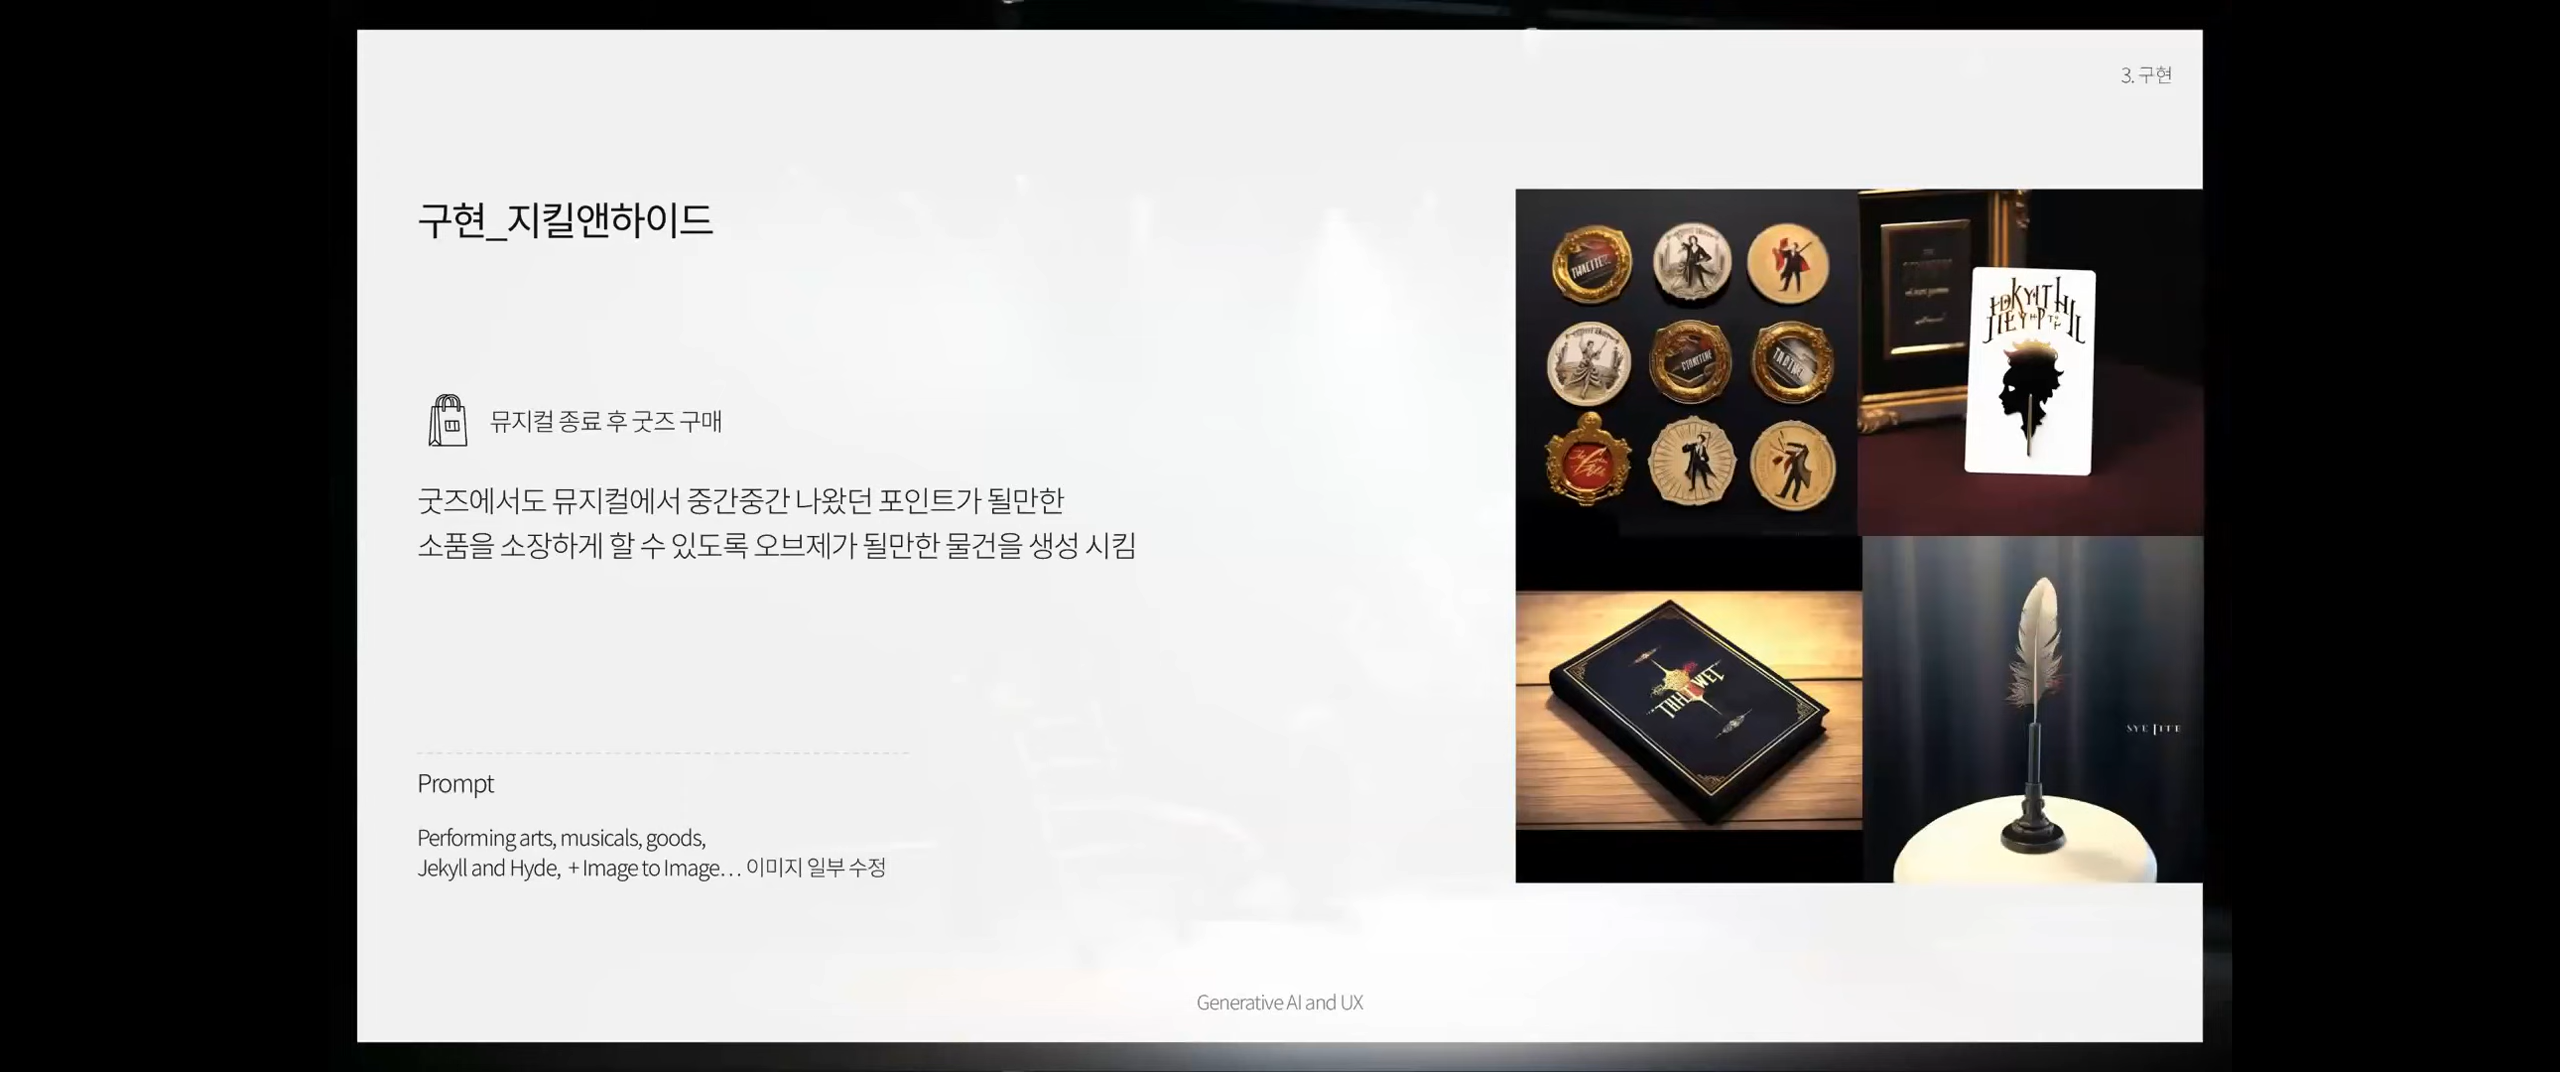 3. 구현
구현_지킬앤하이드
뮤지컬 종료 후 굿즈 구매
굿즈에서도 뮤지컬에서 중간중간 나왔던 포인트가 될만한
소품을 소장하게 할 수 있도록 오브제가 될만한 물건을 생성 시킴
Prompt
Performing arts, musicals, goods,
Jekyll and Hyde, + Image to Image... 이미지 일부 수정
Generative AI and UX